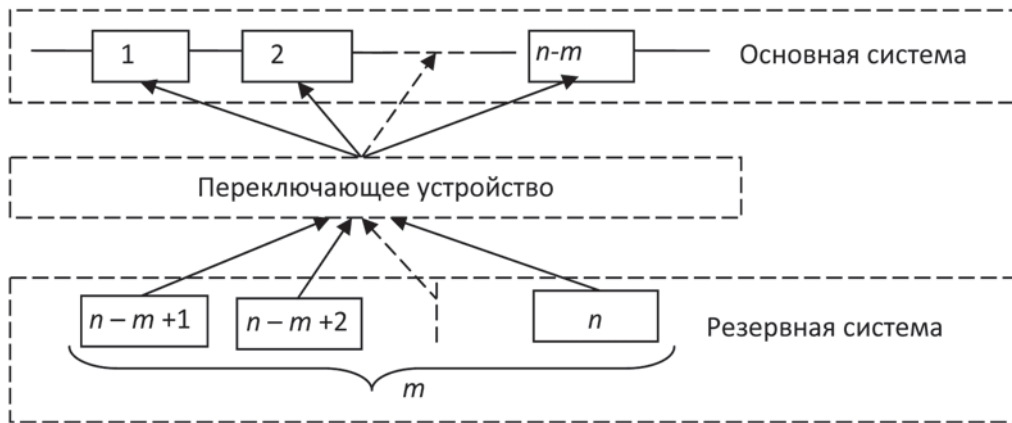 1 2 n-m Основная система
Переключающее устройство
n – m +1 n – m +2 n Резервная система
m